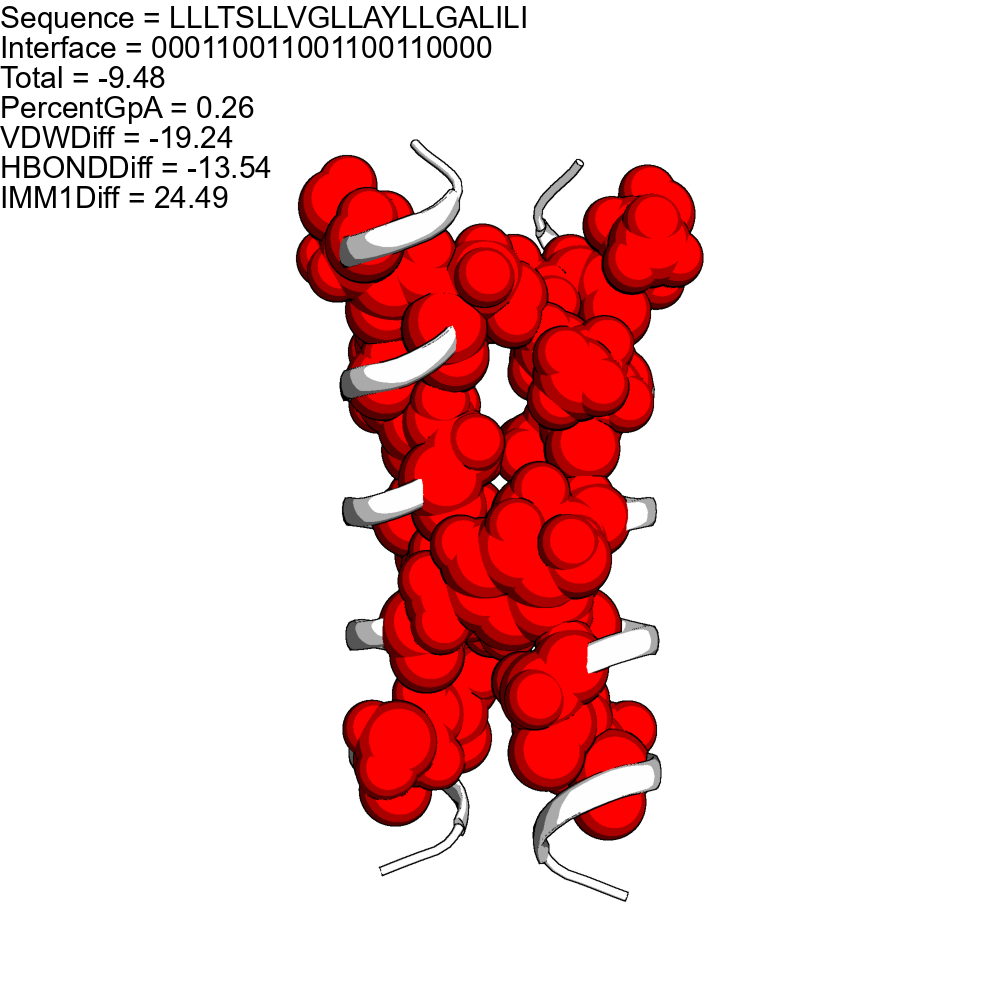 Sequence = LLLTSLLVGLLAYLLGALILI
Interface = 000110011001100110000
Total = -9.48
PercentGpA = 0.26
VDWDiff = -19.24
HBONDDiff = -13.54
IMM1Diff = 24.49